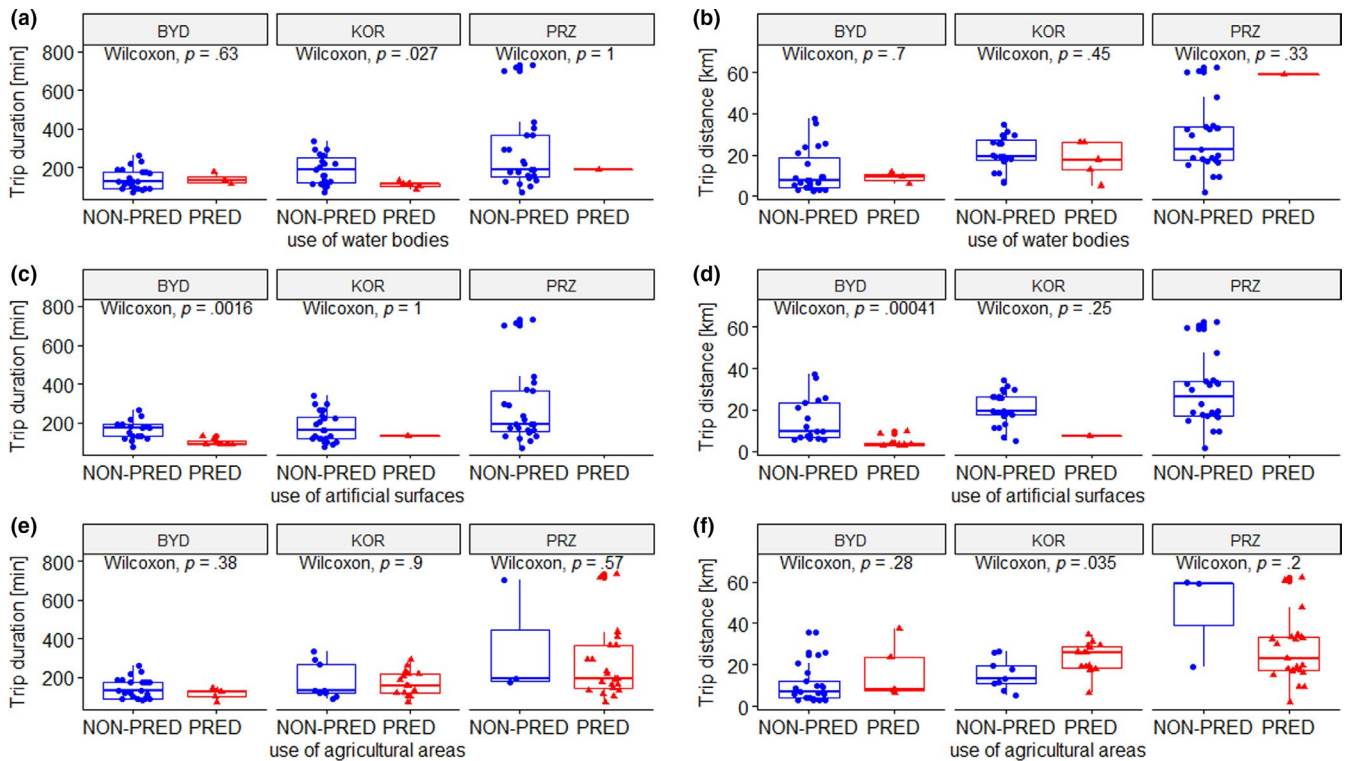 (a)
BYD KOR PRZ
Wilcoxon, p = .63 Wilcoxon, p = .027 Wilcoxon, p = 1
Trip duration [min]
800
600
400
200
NON-PRED PRED NON-PRED PRED NON-PRED PRED
use of water bodies
(b)
BYD KOR PRZ
Wilcoxon, p = .7 Wilcoxon, p = .45 Wilcoxon, p = .33
Trip distance [km]
60
40
20
0
NON-PRED PRED NON-PRED PRED NON-PRED PRED
use of water bodies
(c)
BYD KOR PRZ
Wilcoxon, p = .0016 Wilcoxon, p = 1
Trip duration [min]
800
600
400
200
NON-PRED PRED NON-PRED PRED NON-PRED PRED
use of artificial surfaces
(d)
BYD KOR PRZ
Wilcoxon, p = .00041 Wilcoxon, p = .25
Trip distance [km]
60
40
20
0
NON-PRED PRED NON-PRED PRED NON-PRED PRED
use of artificial surfaces
(e)
BYD KOR PRZ
Wilcoxon, p = .38 Wilcoxon, p = .9 Wilcoxon, p = .57
Trip duration [min]
800
600
400
200
NON-PRED PRED NON-PRED PRED NON-PRED PRED
use of agricultural areas
(f)
BYD KOR PRZ
Wilcoxon, p = .28 Wilcoxon, p = .035 Wilcoxon, p = .2
Trip distance [km]
60
40
20
0
NON-PRED PRED NON-PRED PRED NON-PRED PRED
use of agricultural areas